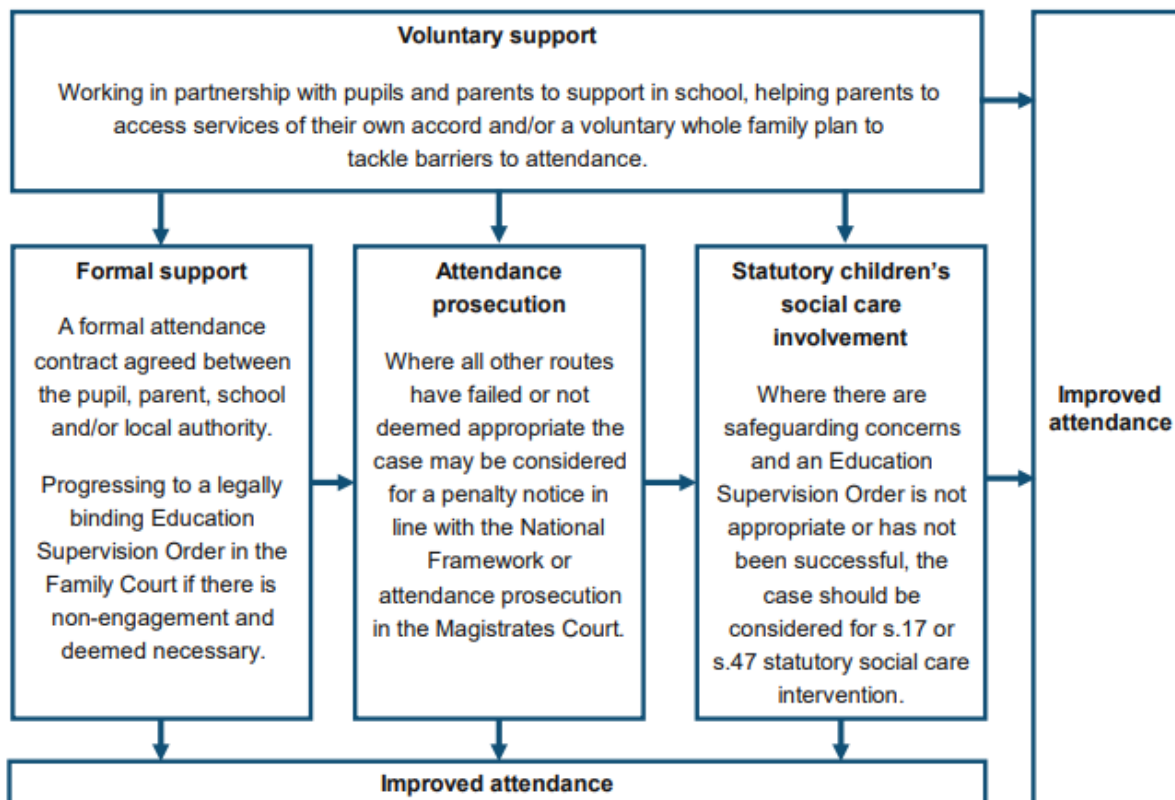 Voluntary support
Working in partnership with pupils and parents to support in school, helping parents to
access services of their own accord and/or a voluntary whole family plan to
tackle barriers to attendance.
Formal support
A formal attendance
contract agreed between
the pupil, parent, school
and/or local authority.
Progressing to a legally
binding Education
Supervision Order in the
Family Court if there is
non-engagement and
deemed necessary.
Attendance
prosecution
Where all other routes
have failed or not
deemed appropriate the
case may be considered
for a penalty notice in
line with the National
Framework or
attendance prosecution
in the Magistrates Court.
Statutory children’s
social care
involvement
Where there are
safeguarding concerns
and an Education
Supervision Order is not
appropriate or has not
been successful, the
case should be
considered for s.17 or
s.47 statutory social care
intervention.
Improved
attendance
Improved attendance